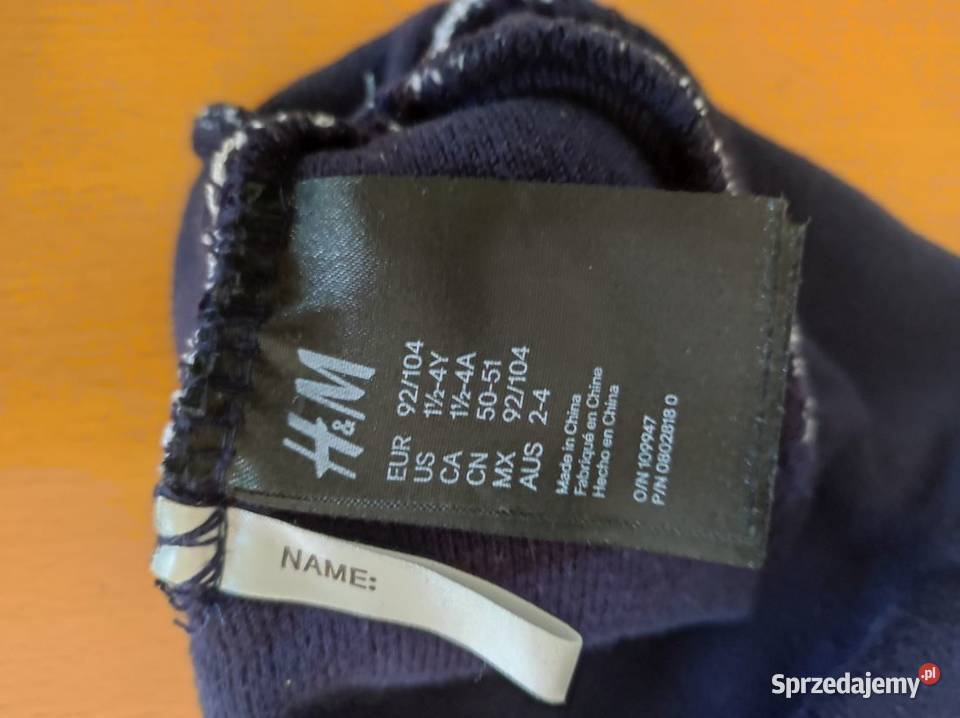 H&M
EUR 92/104
US 1½-4Y
CA 1½-4A
CN 50-51
MX 92/104
AUS 2-4
Made in China
Fabriqué en Chine
Hecho en China
O/N 109947
P/N 0802818 0
NAME:
Sprzedajemy.pl